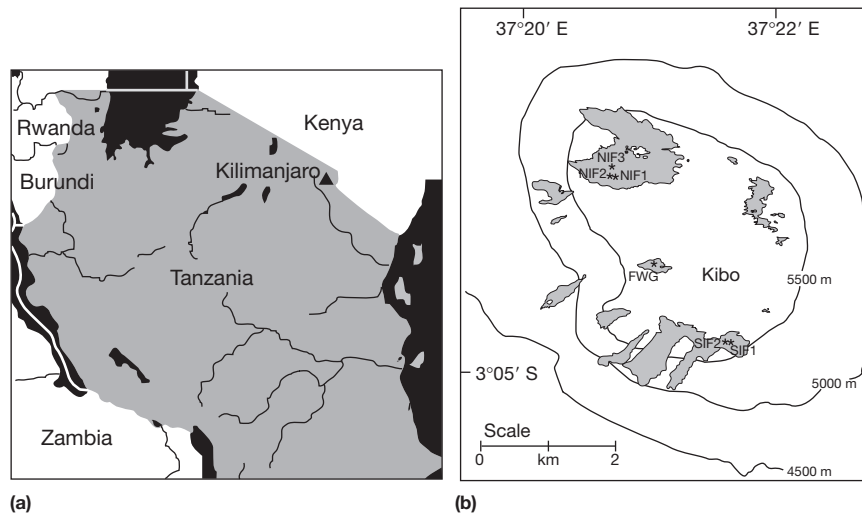 Rwanda
Burundi
Kenya
Kilimanjaro
Tanzania
Zambia
(a)
37°20' E 37°22' E
NIF3
NIF2 NIF1
FWG
Kibo
5500 m
SIF2 SIF1
3°05' S
5000 m
Scale
0 km 2
4500 m
(b)